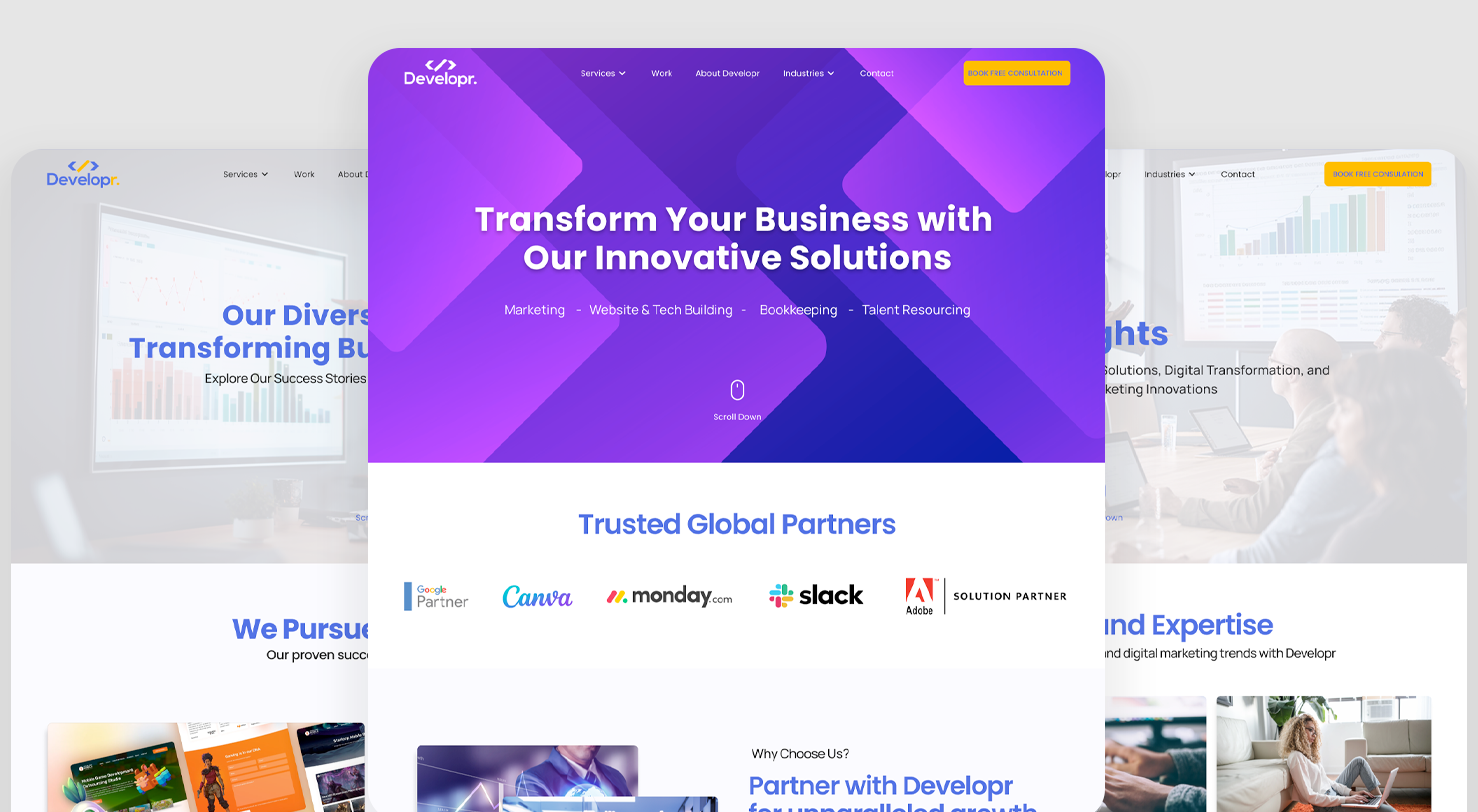 Developr.
Services
Work
About Developr
Industries
Contact
BOOK FREE CONSULTATION
Transform Your Business with
Our Innovative Solutions
Marketing - Website & Tech Building - Bookkeeping - Talent Resourcing
Scroll Down
Trusted Global Partners
Google
Partner
Canva
monday.com
slack
Adobe
SOLUTION PARTNER
Why Choose Us?
Partner with Developr
for unparalleled growth
Developr.
Services
Work
About D
Our Divers
Transforming Bu
Explore Our Success Stories
Scr
We Pursue
Our proven succ
lopr
Industries
Contact
BOOK FREE CONSULATION
ghts
Solutions, Digital Transformation, and
keting Innovations
own
and Expertise
and digital marketing trends with Developr